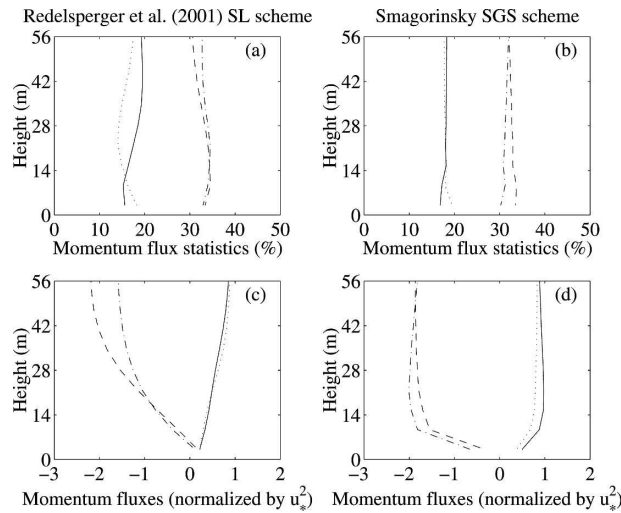 Redelsperger et al. (2001) SL scheme
Smagorinsky SGS scheme
56
42
28
14
0
Height (m)
(a)
0 10 20 30 40 50
Momentum flux statistics (%)
56
42
28
14
0
Height (m)
(b)
0 10 20 30 40 50
Momentum flux statistics (%)
56
42
28
14
0
Height (m)
(c)
−3 −2 −1 0 1 2
Momentum fluxes (normalized by u*²)
56
42
28
14
0
Height (m)
(d)
−3 −2 −1 0 1 2
Momentum fluxes (normalized by u*²)